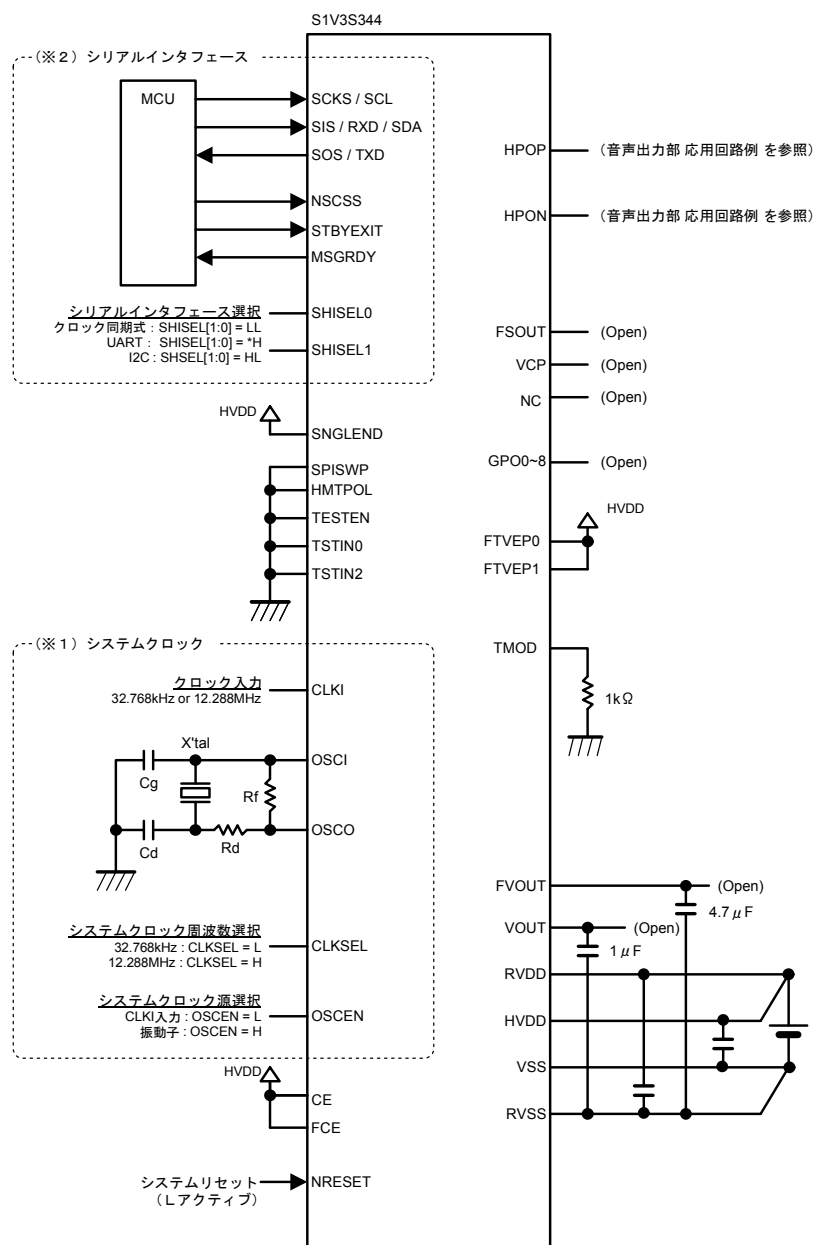 S1V3S344
(※2) シリアルインタフェース
MCU
SCKS / SCL
SIS / RXD / SDA
SOS / TXD
NSCSS
STBYEXIT
MSGRDY
シリアルインタフェース選択
クロック同期式 : SHISEL[1:0] = LL
UART : SHISEL[1:0] = *H
I2C : SHSEL[1:0] = HL
SHISEL0
SHISEL1
HVDD
SNGLEND
SPISWP
HMTPOL
TESTEN
TSTIN0
TSTIN2
(※1) システムクロック
クロック入力
32.768kHz or 12.288MHz
CLKI
X'tal
OSCI
Cg
Rf
OSCO
Cd
Rd
システムクロック周波数選択
32.768kHz : CLKSEL = L
12.288MHz : CLKSEL = H
CLKSEL
システムクロック源選択
CLKI入力 : OSCEN = L
振動子 : OSCEN = H
OSCEN
HVDD
CE
FCE
システムリセット
(Lアクティブ)
NRESET
HPOP
(音声出力部 応用回路例 を参照)
HPON
(音声出力部 応用回路例 を参照)
FSOUT
(Open)
VCP
(Open)
NC
(Open)
GPO0~8
(Open)
HVDD
FTVEP0
FTVEP1
TMOD
1kΩ
FVOUT
(Open)
4.7μF
VOUT
(Open)
1μF
RVDD
HVDD
VSS
RVSS